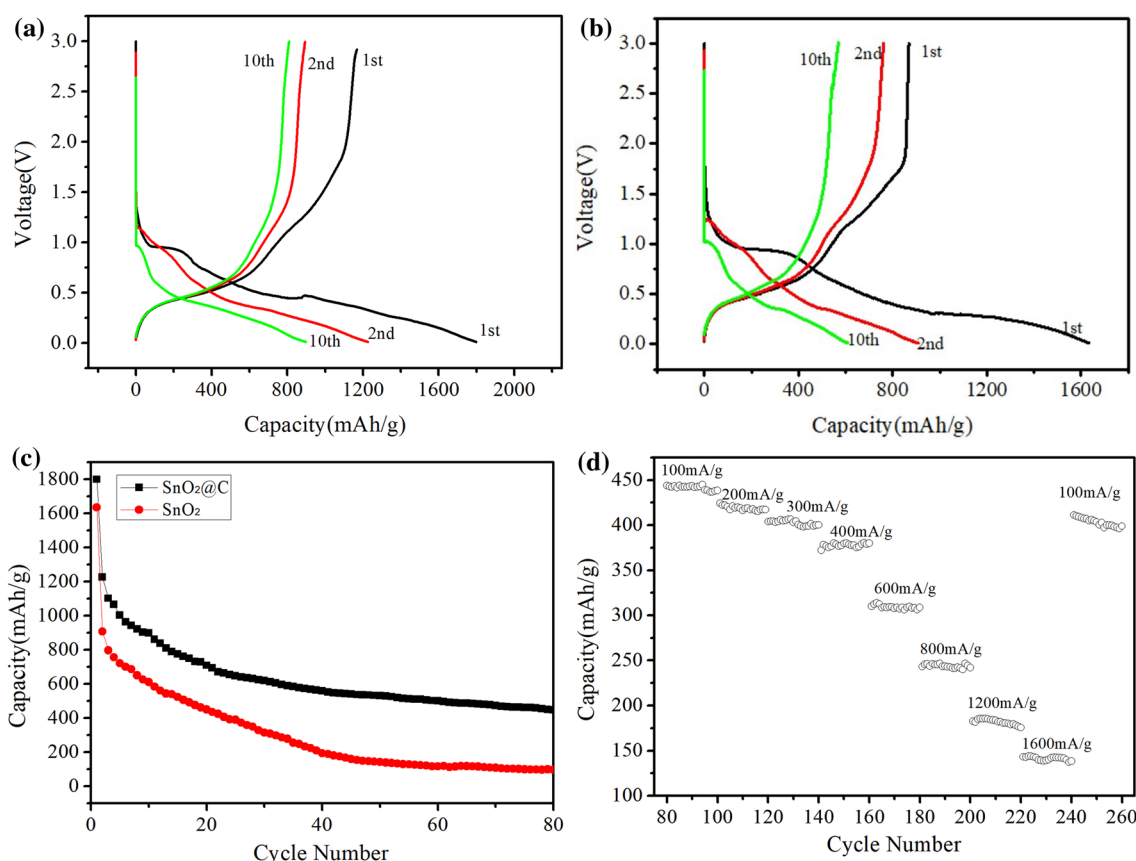 (a)
3.0
2.5
2.0
1.5
1.0
0.5
0.0
Voltage(V)
10th
2nd
1st
10th
2nd
1st
0
400
800
1200
1600
2000
Capacity(mAh/g)
(b)
3.0
2.5
2.0
1.5
1.0
0.5
0.0
Voltage(V)
10th
2nd
1st
10th
2nd
1st
0
400
800
1200
1600
Capacity(mAh/g)
(c)
1800
1600
1400
1200
1000
800
600
400
200
0
Capacity(mAh/g)
SnO₂@C
SnO₂
0
20
40
60
80
Cycle Number
(d)
450
400
350
300
250
200
150
100
Capacity(mAh/g)
100mA/g
200mA/g
300mA/g
400mA/g
600mA/g
800mA/g
1200mA/g
1600mA/g
100mA/g
80
100
120
140
160
180
200
220
240
260
Cycle Number